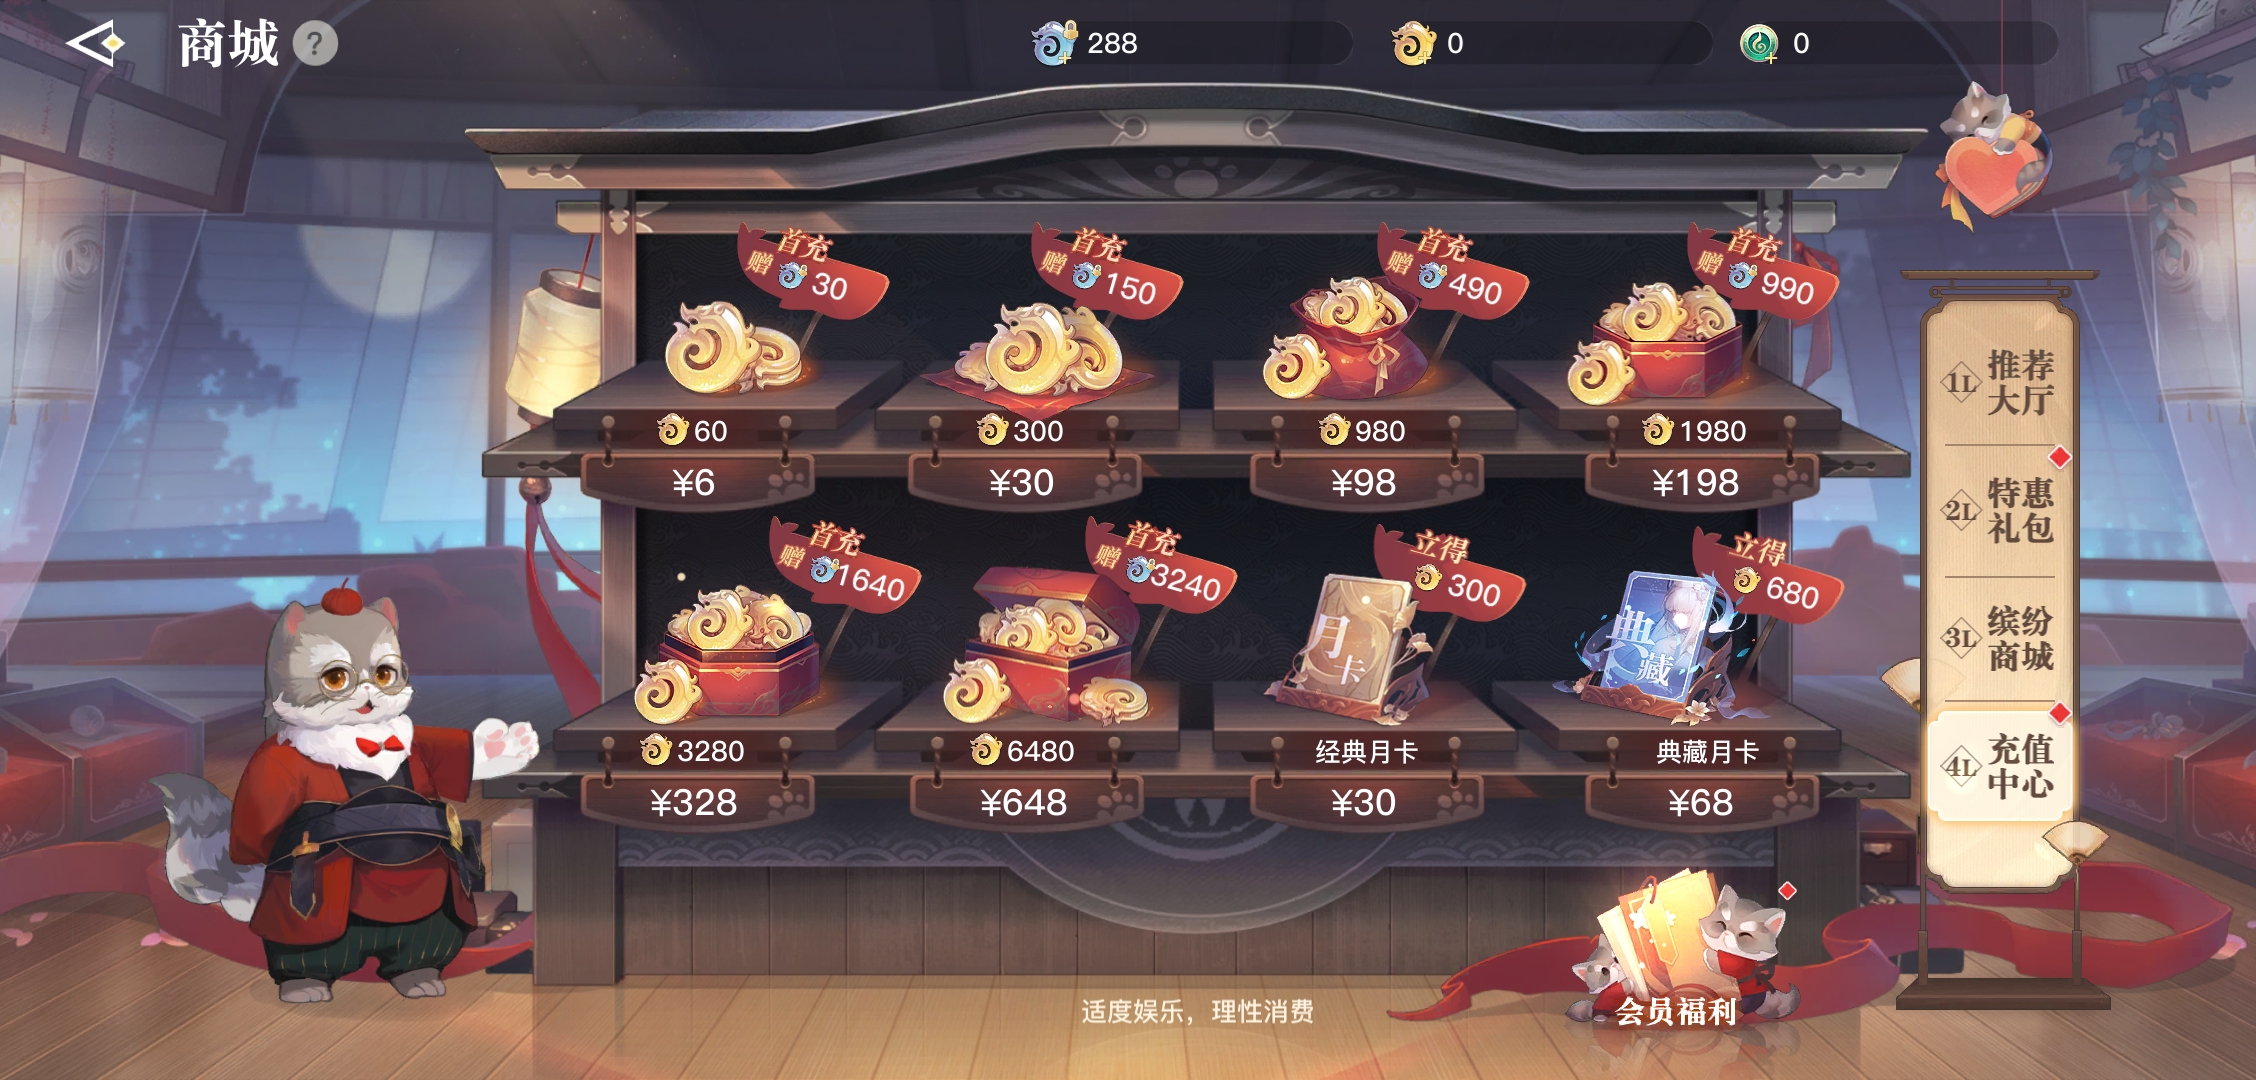 商城 ?
288
0
0
首充
赠 30
首充
赠 150
首充
赠 490
首充
赠 990
60
300
980
1980
¥6
¥30
¥98
¥198
首充
赠 1640
首充
赠 3240
立得
300
立得
680
月卡
典藏
3280
6480
经典月卡
典藏月卡
¥328
¥648
¥30
¥68
1L 推荐
大厅
2L 特惠
礼包
3L 缤纷
商城
4L 充值
中心
适度娱乐，理性消费
会员福利